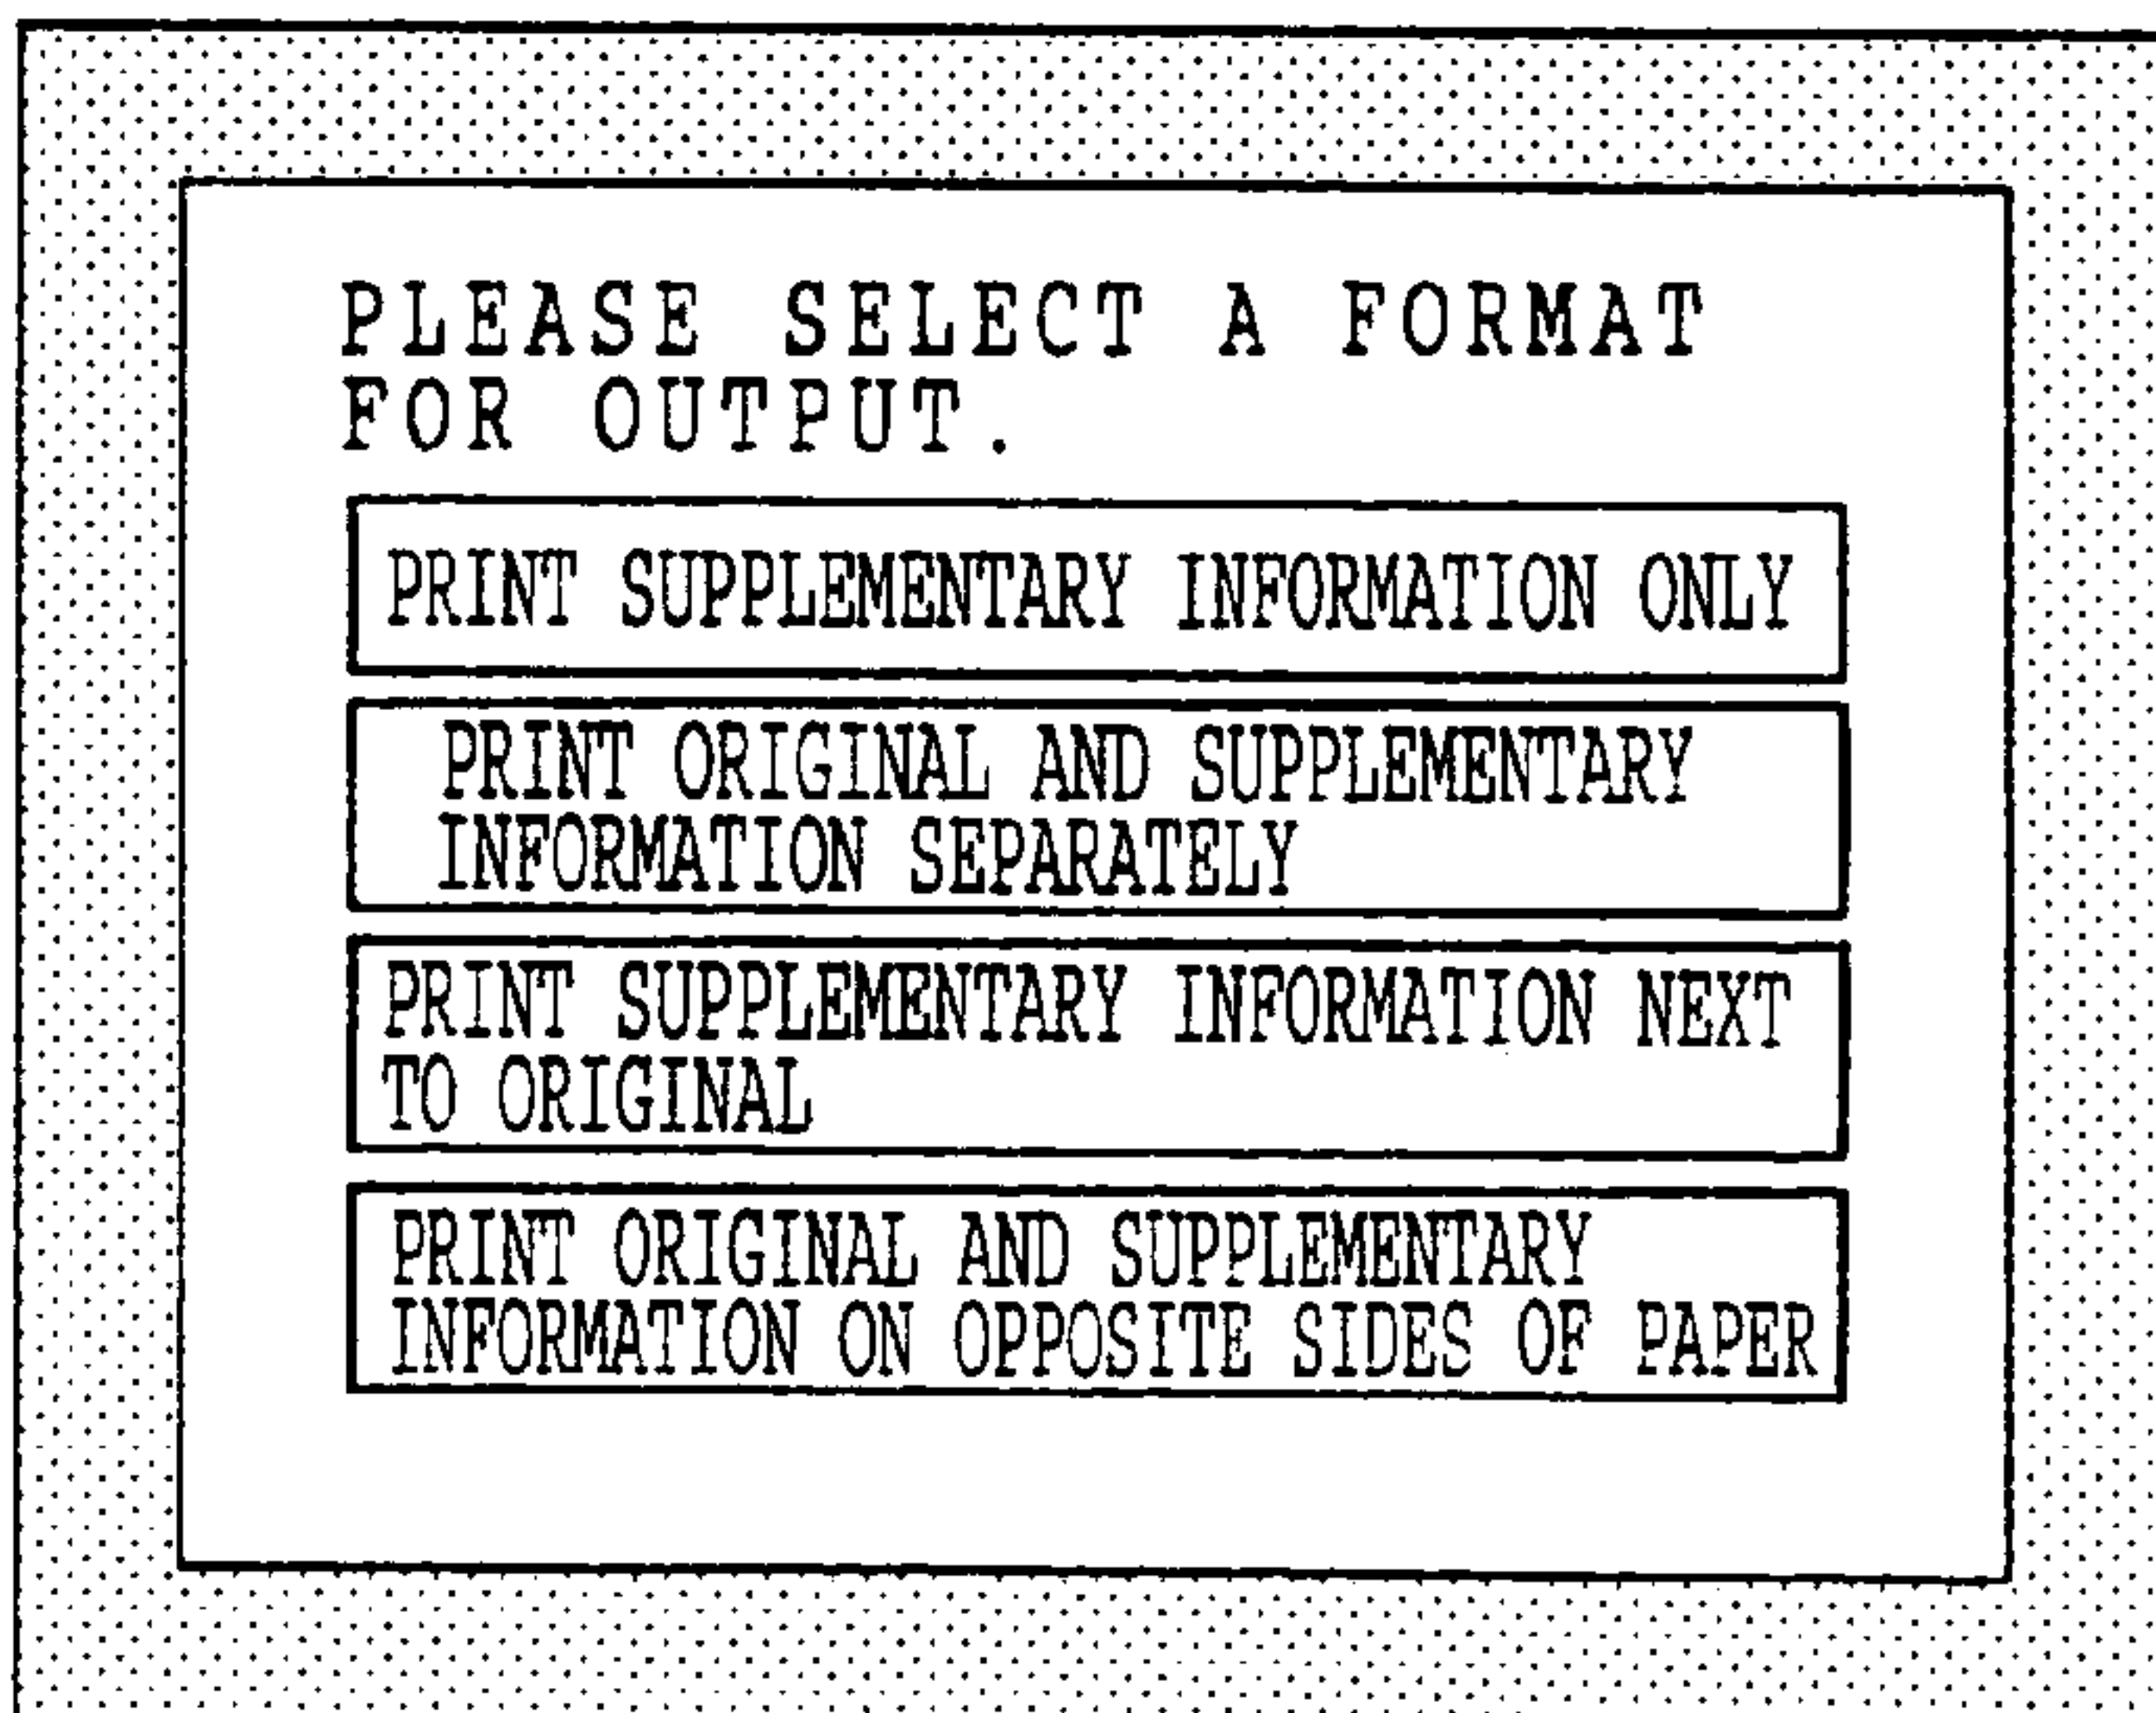 PLEASE SELECT A FORMAT
FOR OUTPUT.
PRINT SUPPLEMENTARY INFORMATION ONLY
PRINT ORIGINAL AND SUPPLEMENTARY
INFORMATION SEPARATELY
PRINT SUPPLEMENTARY INFORMATION NEXT
TO ORIGINAL
PRINT ORIGINAL AND SUPPLEMENTARY
INFORMATION ON OPPOSITE SIDES OF PAPER